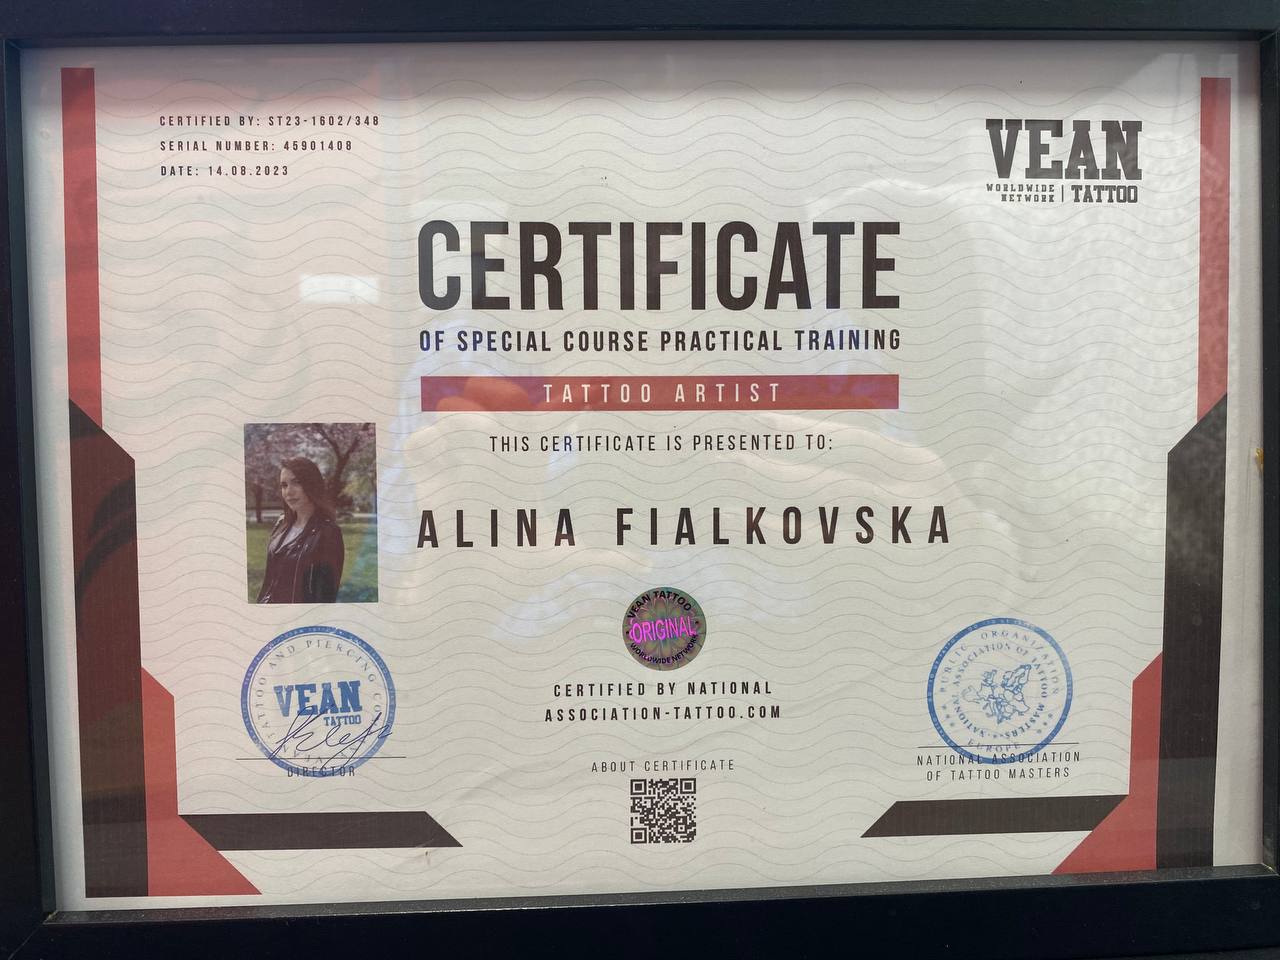 CERTIFIED BY: ST23-1602/348
SERIAL NUMBER: 45901408
DATE: 14.08.2023
VEAN
WORLDWIDE NETWORK | TATTOO
CERTIFICATE
OF SPECIAL COURSE PRACTICAL TRAINING
TATTOO ARTIST
THIS CERTIFICATE IS PRESENTED TO:
ALINA FIALKOVSKA
VEAN TATTOO
ORIGINAL
WORLDWIDE NETWORK
TATTOO AND PIERCING
VEAN
TATTOO
DIRECTOR
CERTIFIED BY NATIONAL
ASSOCIATION-TATTOO.COM
ABOUT CERTIFICATE
PUBLIC ORGANIZATION
NATIONAL ASSOCIATION OF TATTOO MASTERS
EUROPE
NATIONAL ASSOCIATION
OF TATTOO MASTERS